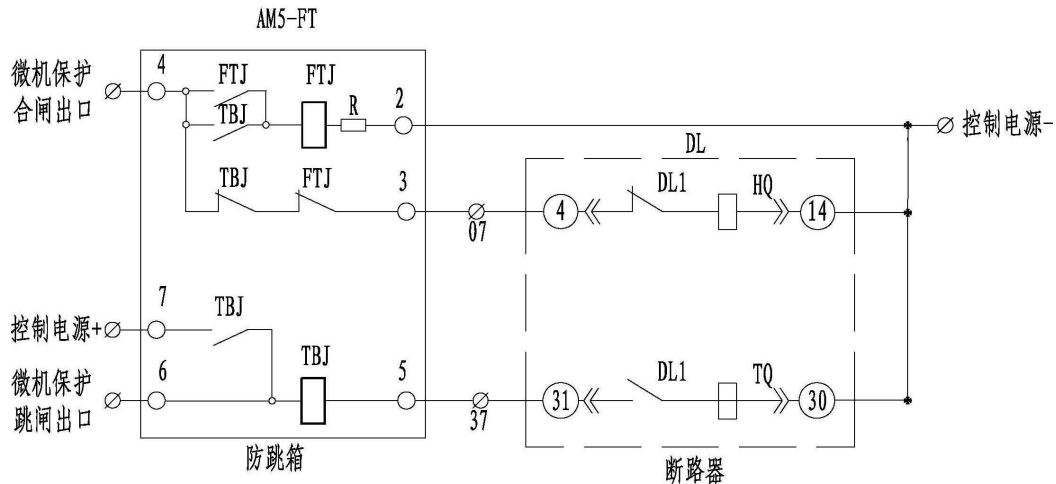 AM5-FT
微机保护
合闸出口
4
FTJ
FTJ
TBJ
R
2
控制电源-
DL
TBJ
FTJ
3
07
4
DL1
HQ
14
7
控制电源+
TBJ
微机保护
跳闸出口
6
TBJ
5
37
31
DL1
TQ
30
防跳箱
断路器